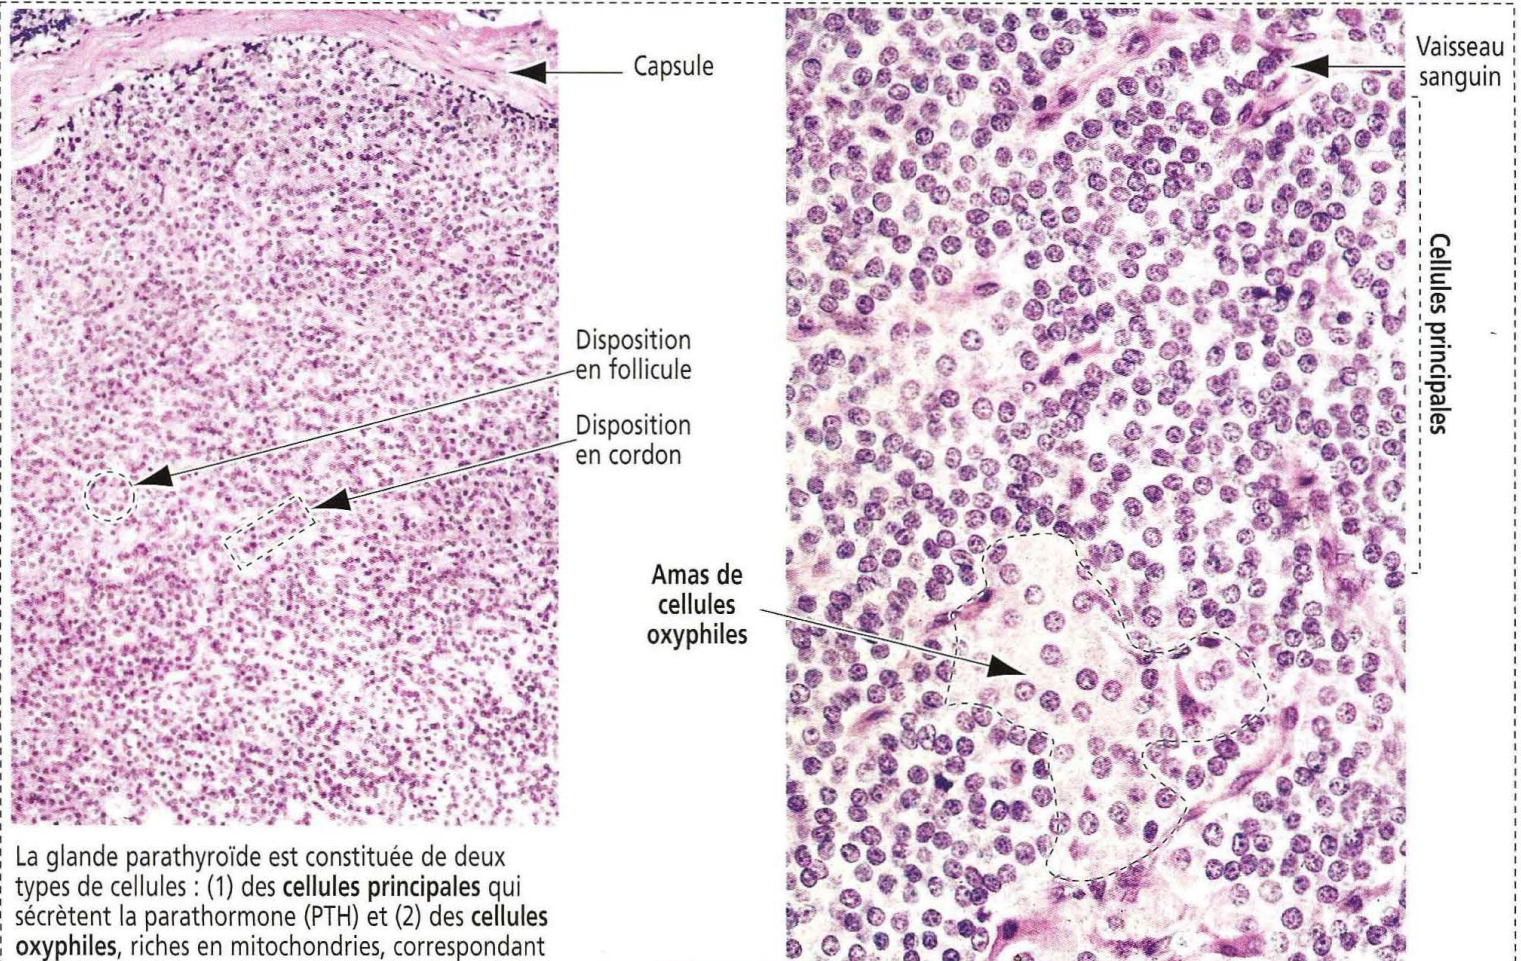 Capsule
Disposition
en follicule
Disposition
en cordon
La glande parathyroïde est constituée de deux
types de cellules : (1) des cellules principales qui
sécrètent la parathormone (PTH) et (2) des cellules
oxyphiles, riches en mitochondries, correspondant
Vaisseau
sanguin
Cellules principales
Amas de
cellules
oxyphiles